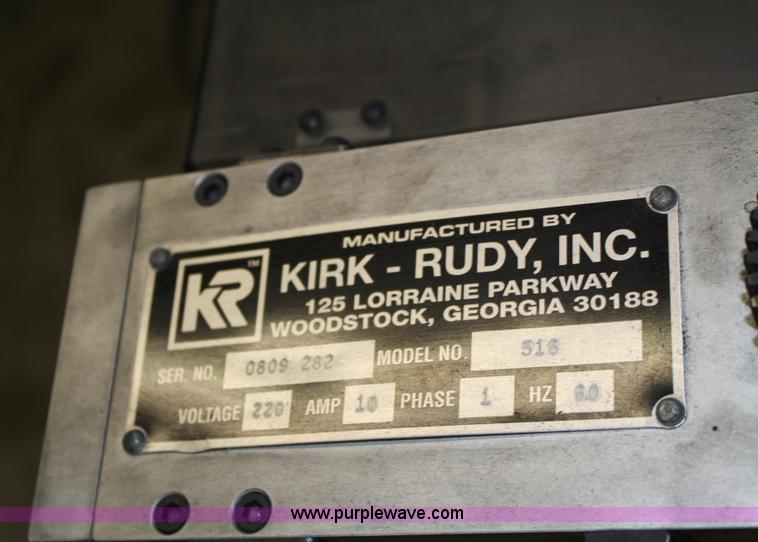 MANUFACTURED BY
KR™
KIRK - RUDY, INC.
125 LORRAINE PARKWAY
WOODSTOCK, GEORGIA 30188
SER. NO. 0809 282 MODEL NO. 516
VOLTAGE 220 AMP 10 PHASE 1 HZ 60
www.purplewave.com